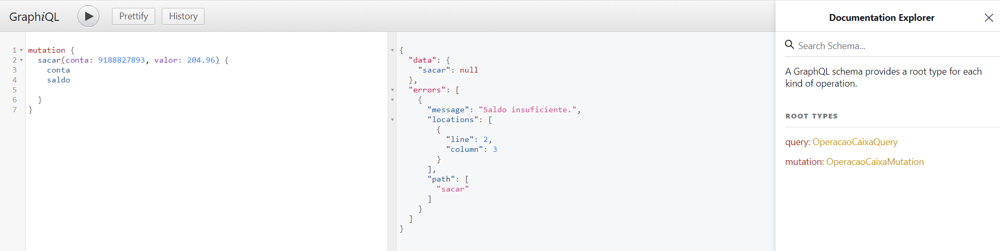 GraphiQL
Prettify
History
Documentation Explorer
1 mutation {
2 sacar(conta: 9188827893, valor: 204.96) {
3 conta
4 saldo
5
6 }
7 }
{
"data": {
"sacar": null
},
"errors": [
{
"message": "Saldo insuficiente.",
"locations": [
{
"line": 2,
"column": 3
}
],
"path": [
"sacar"
]
}
]
}
Search Schema...
A GraphQL schema provides a root type for each
kind of operation.
ROOT TYPES
query: OperacaoCaixaQuery
mutation: OperacaoCaixaMutation